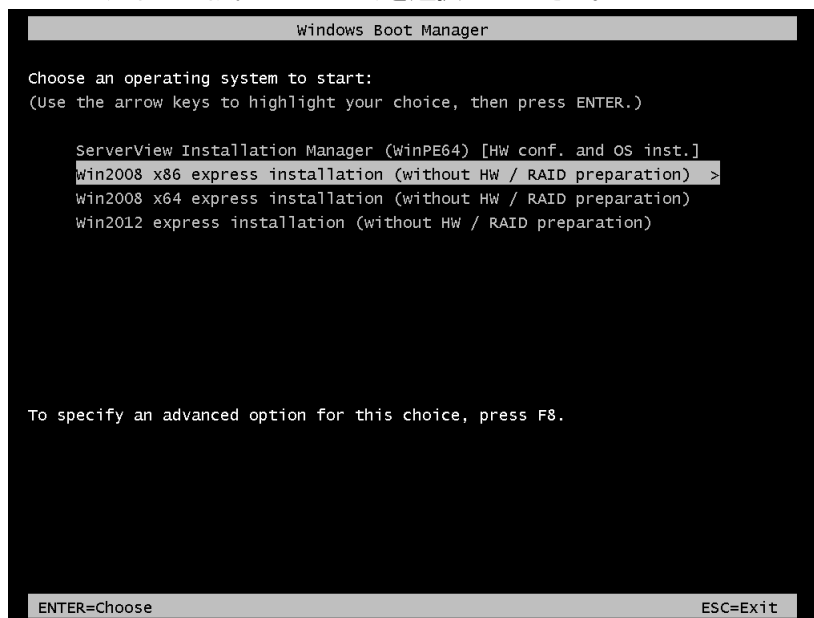 Windows Boot Manager
Choose an operating system to start:
(Use the arrow keys to highlight your choice, then press ENTER.)
ServerView Installation Manager (WinPE64) [HW conf. and OS inst.]
Win2008 x86 express installation (without HW / RAID preparation) >
Win2008 x64 express installation (without HW / RAID preparation)
Win2012 express installation (without HW / RAID preparation)
To specify an advanced option for this choice, press F8.
ENTER=Choose ESC=Exit